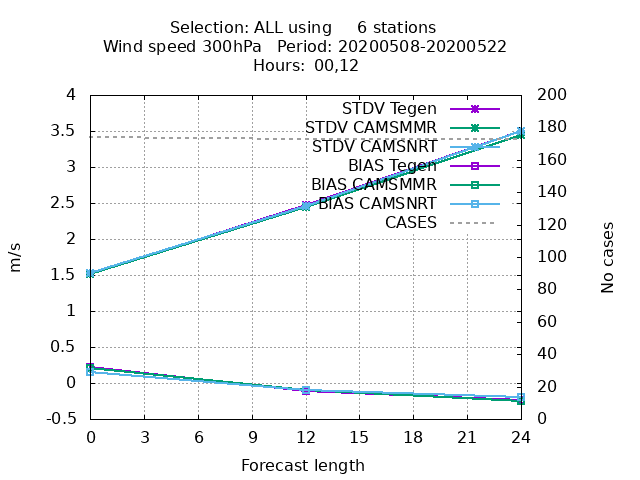 Selection: ALL using 6 stations
Wind speed 300hPa Period: 20200508-20200522
Hours: 00,12
4
3.5
3
2.5
2
1.5
1
0.5
0
-0.5
m/s
STDV Tegen
STDV CAMSMMR
STDV CAMSNRT
BIAS Tegen
BIAS CAMSMMR
BIAS CAMSNRT
CASES
200
180
160
140
120
100
80
60
40
20
0
No cases
0 3 6 9 12 15 18 21 24
Forecast length